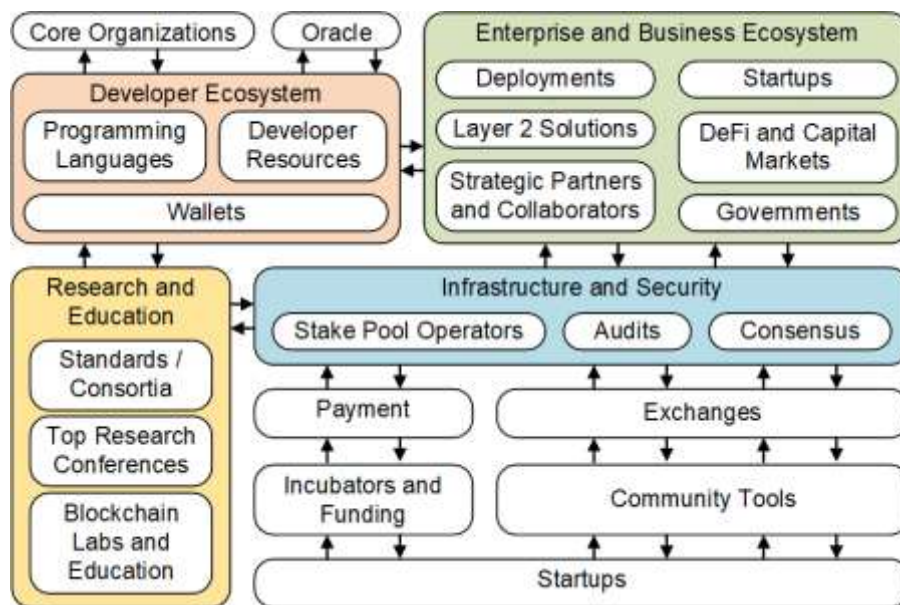 Core Organizations
Oracle
Developer Ecosystem
Programming
Languages
Developer
Resources
Wallets
Enterprise and Business Ecosystem
Deployments
Startups
Layer 2 Solutions
DeFi and Capital
Markets
Strategic Partners
and Collaborators
Governments
Research and
Education
Standards /
Consortia
Top Research
Conferences
Blockchain
Labs and
Education
Infrastructure and Security
Stake Pool Operators
Audits
Consensus
Payment
Exchanges
Incubators and
Funding
Community Tools
Startups